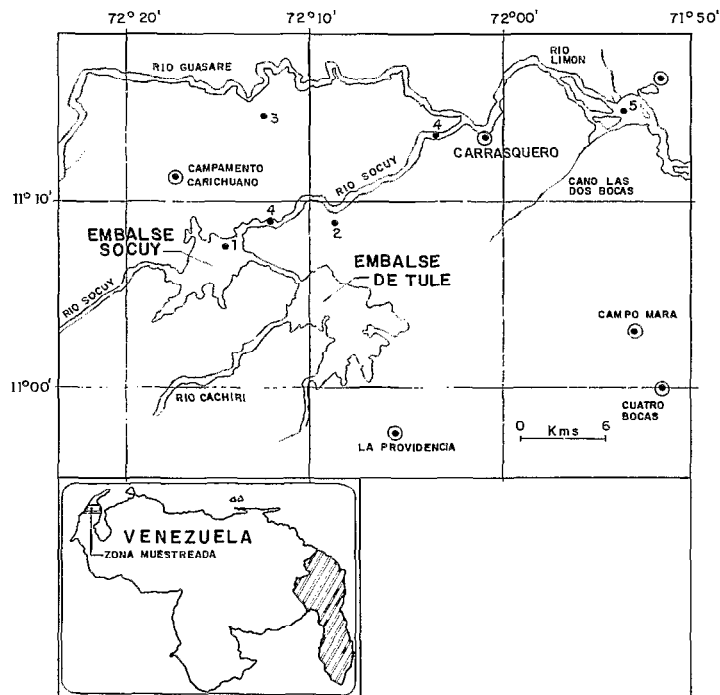 72° 20'
72° 10'
72° 00'
71° 50'
RIO GUASARE
RIO
LIMON
3
4
5
CARRASQUERO
CAMPAMENTO
CARICHUANO
RIO SOCUY
CANO LAS
DOS BOCAS
11° 10'
4
2
1
EMBALSE
SOCUY
EMBALSE
DE TULE
RIO SOCUY
CAMPO MARA
11° 00'
RIO CACHIRI
CUATRO
BOCAS
0 Kms 6
LA PROVIDENCIA
VENEZUELA
ZONA MUESTREADA